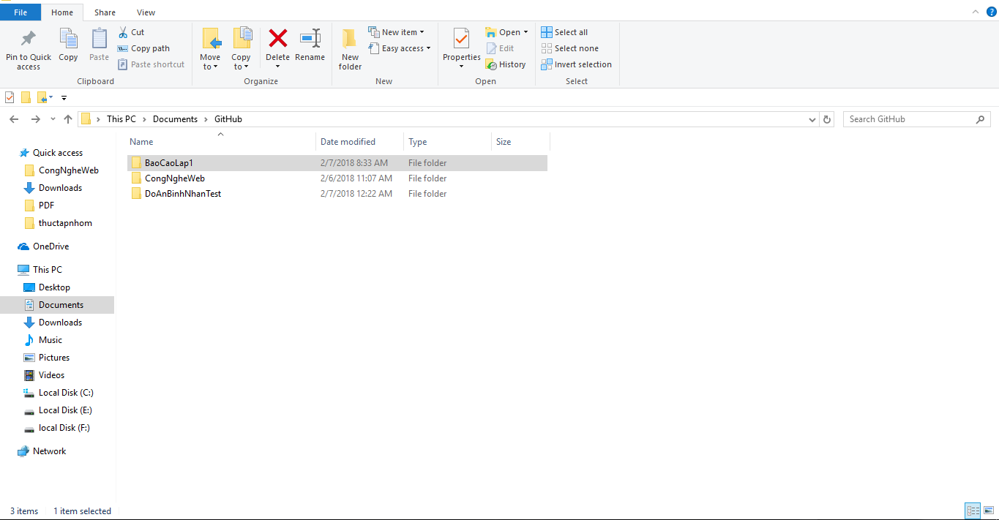 File Home Share View
Pin to Quick access
Copy
Paste
Cut
Copy path
Paste shortcut
Clipboard
Move to
Copy to
Delete
Rename
Organize
New folder
New item
Easy access
New
Properties
Open
Edit
History
Open
Select all
Select none
Invert selection
Select
This PC Documents GitHub
Search GitHub
Name Date modified Type Size
BaoCaoLap1 2/7/2018 8:33 AM File folder
CongNgheWeb 2/6/2018 11:07 AM File folder
DoAnBinhNhanTest 2/7/2018 12:22 AM File folder
Quick access
CongNgheWeb
Downloads
PDF
thuctapnhom
OneDrive
This PC
Desktop
Documents
Downloads
Music
Pictures
Videos
Local Disk (C:)
Local Disk (E:)
local Disk (F:)
Network
3 items 1 item selected